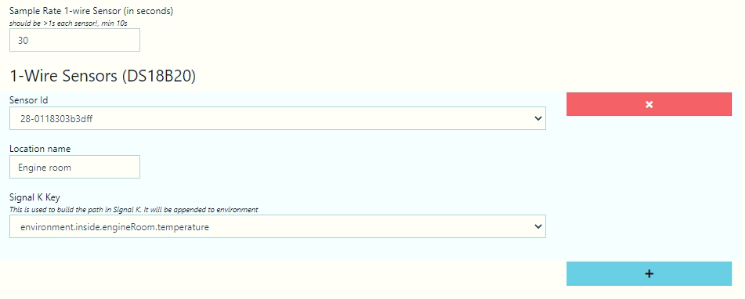 Sample Rate 1-wire Sensor (in seconds)
should be >1s each sensor!, min 10s
30
1-Wire Sensors (DS18B20)
Sensor Id
28-0118303b3dff
Location name
Engine room
Signal K Key
This is used to build the path in Signal K. It will be appended to environment
environment.inside.engineRoom.temperature